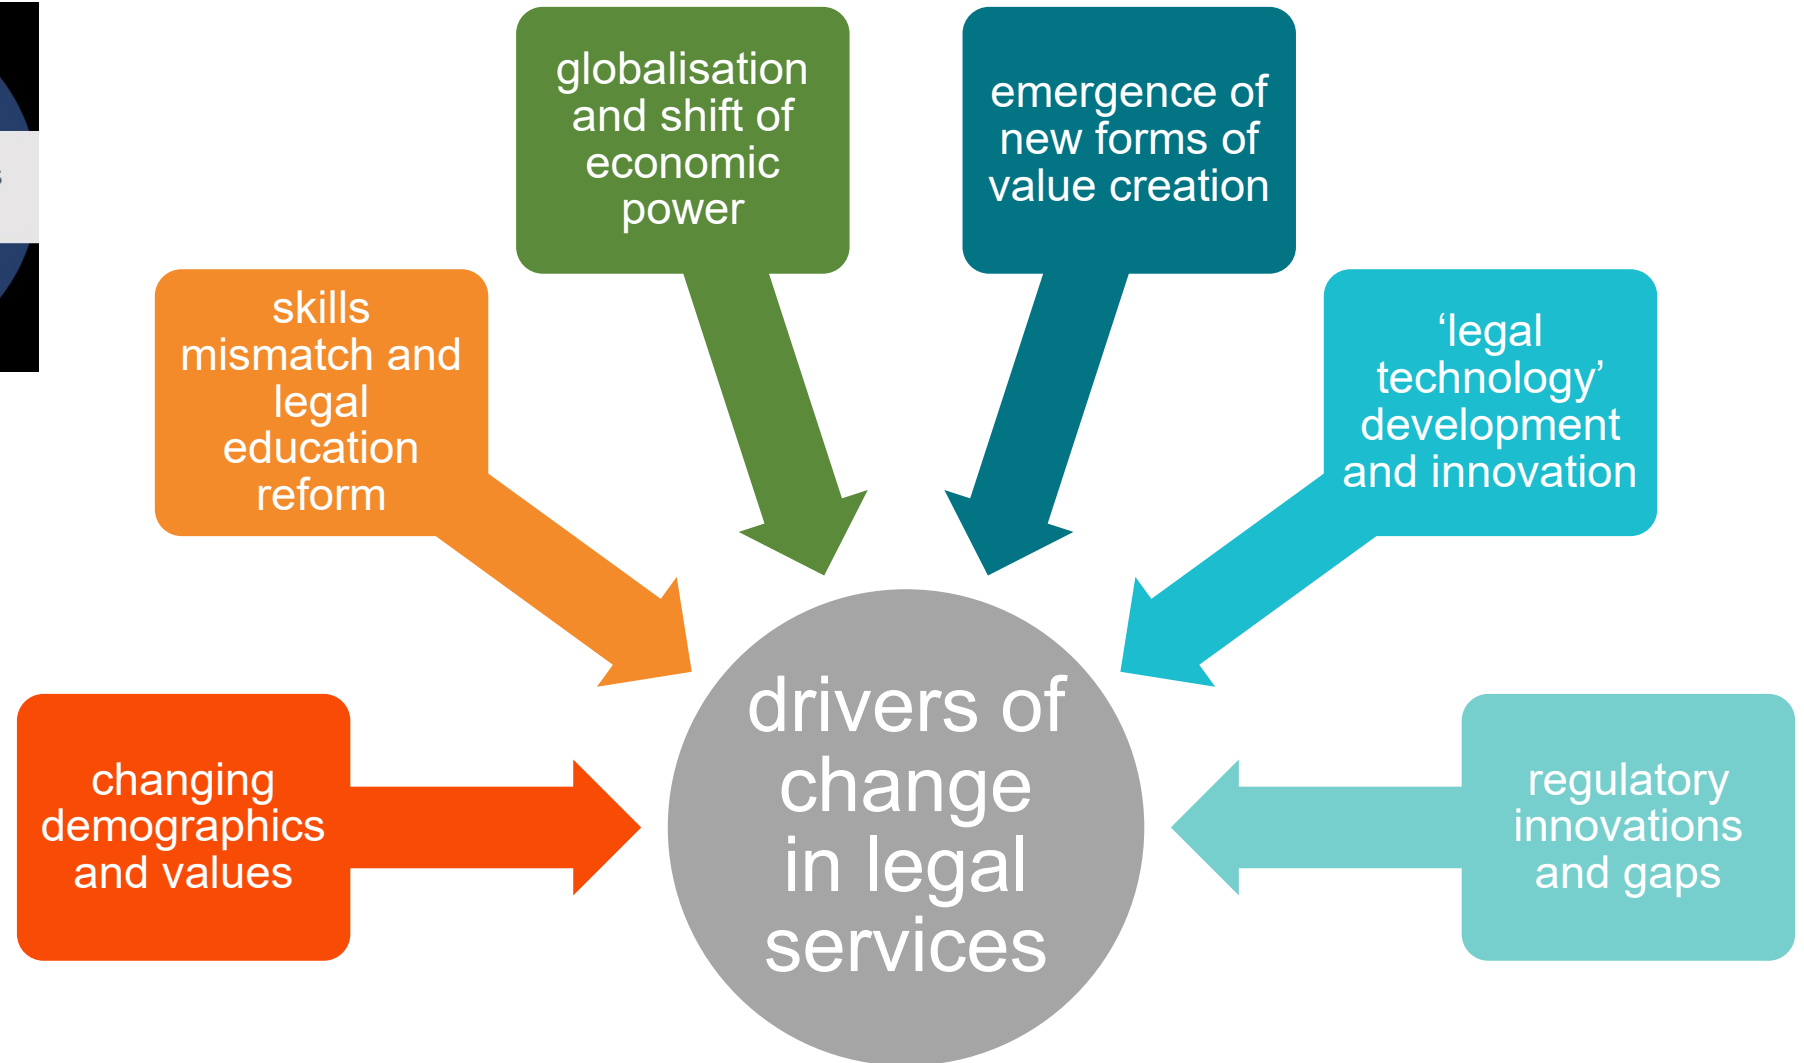 globalisation
and shift of
economic
power
emergence of
new forms of
value creation
skills
mismatch and
legal
education
reform
‘legal
technology’
development
and innovation
changing
demographics
and values
drivers of
change
in legal
services
regulatory
innovations
and gaps